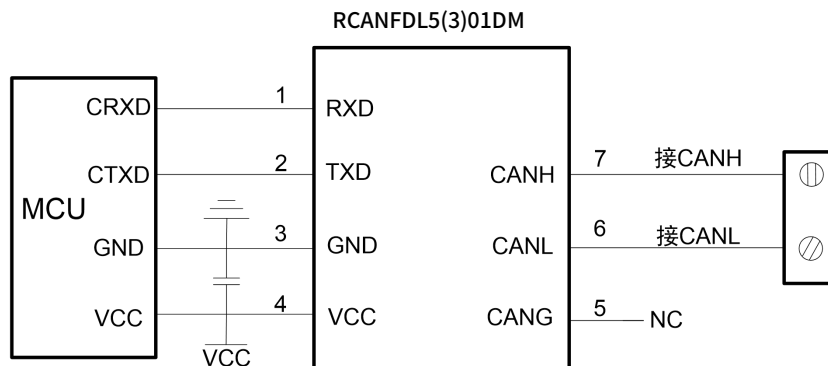 RCANFDL5(3)01DM
CRXD 1 RXD
7 接CANH
CTXD 2 TXD CANH
MCU
6 接CANL
GND 3 GND CANL
VCC 4 VCC CANG 5 NC
VCC